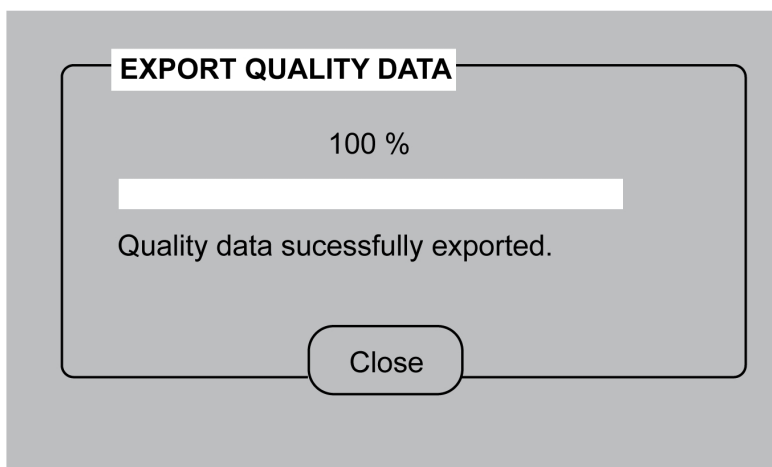 EXPORT QUALITY DATA
100 %
Quality data sucessfully exported.
Close